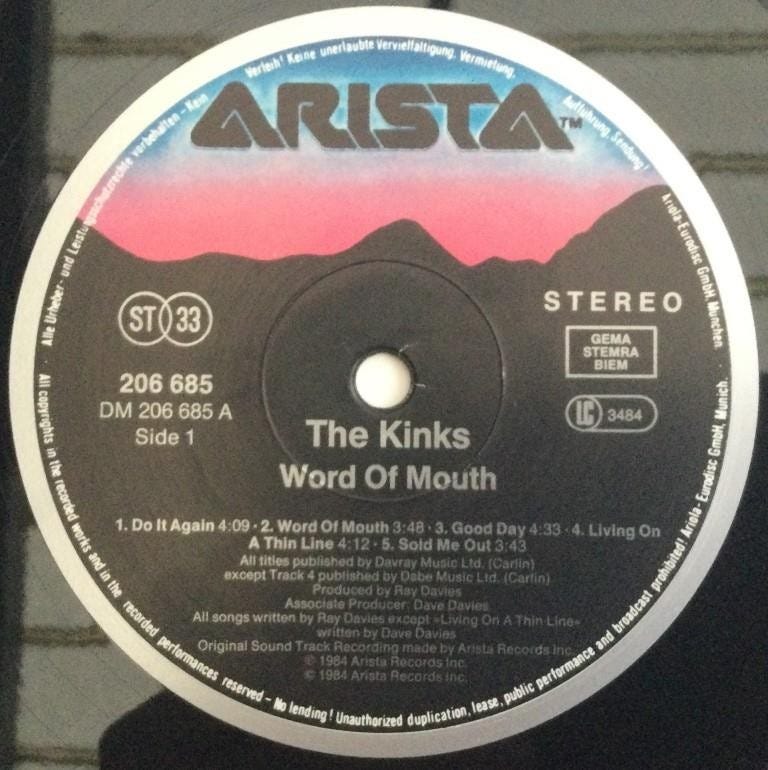 Alle Urheber- und Leistungsschutzrechte vorbehalten - Kein Verleih! Keine unerlaubte Vervielfältigung, Vermietung, Aufführung, Sendung!
Ariola-Eurodisc GmbH, München.
ARISTA™
ST 33
STEREO
GEMA
STEMRA
BIEM
LC 3484
206 685
DM 206 685 A
Side 1
The Kinks
Word Of Mouth
1. Do It Again 4:09 · 2. Word Of Mouth 3:48 · 3. Good Day 4:33 · 4. Living On
A Thin Line 4:12 · 5. Sold Me Out 3:43
All titles published by Davray Music Ltd. (Carlin)
except Track 4 published by Dabe Music Ltd. (Carlin)
Produced by Ray Davies
Associate Producer: Dave Davies
All songs written by Ray Davies except »Living On A Thin Line«
written by Dave Davies
Original Sound Track Recording made by Arista Records Inc.
℗ 1984 Arista Records Inc.
© 1984 Arista Records Inc.
· All copyrights in the recorded works and in the recorded performances reserved - No lending! Unauthorized duplication, lease, public performance and broadcast prohibited! Ariola-Eurodisc GmbH, Munich. ·